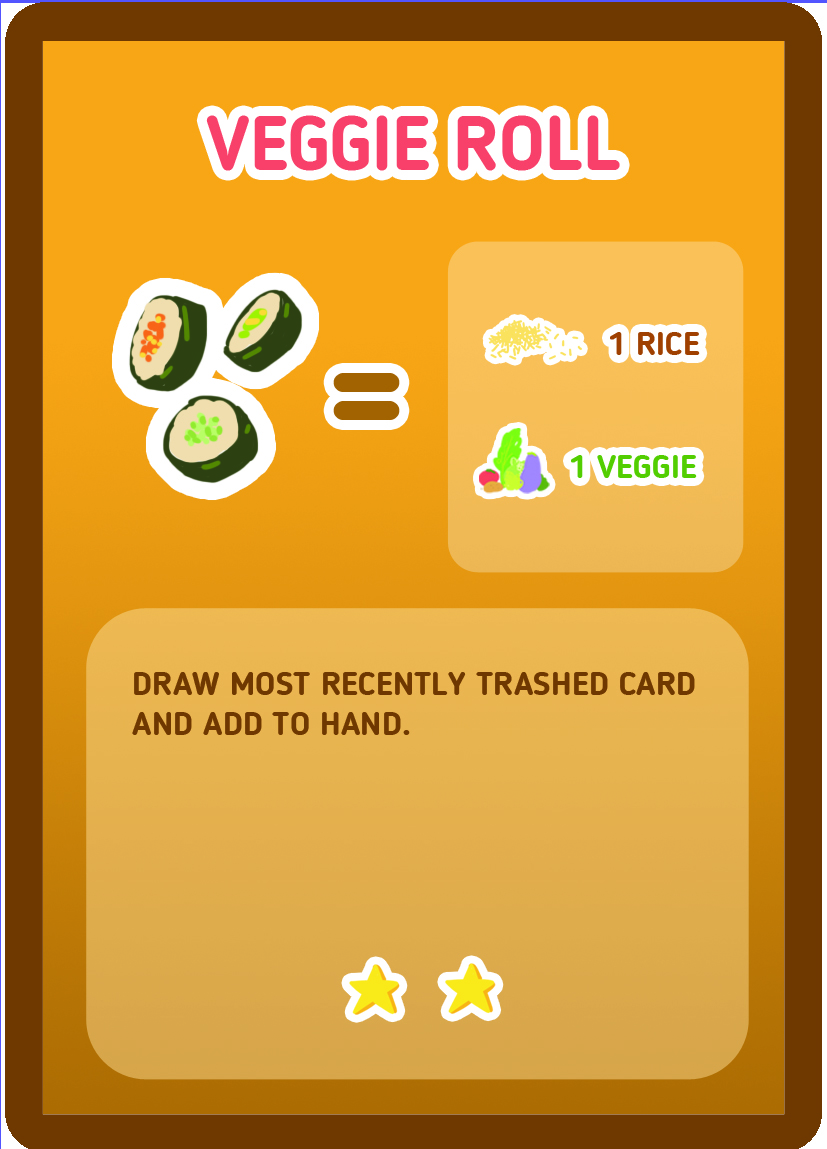 VEGGIE ROLL
1 RICE
1 VEGGIE
DRAW MOST RECENTLY TRASHED CARD
AND ADD TO HAND.